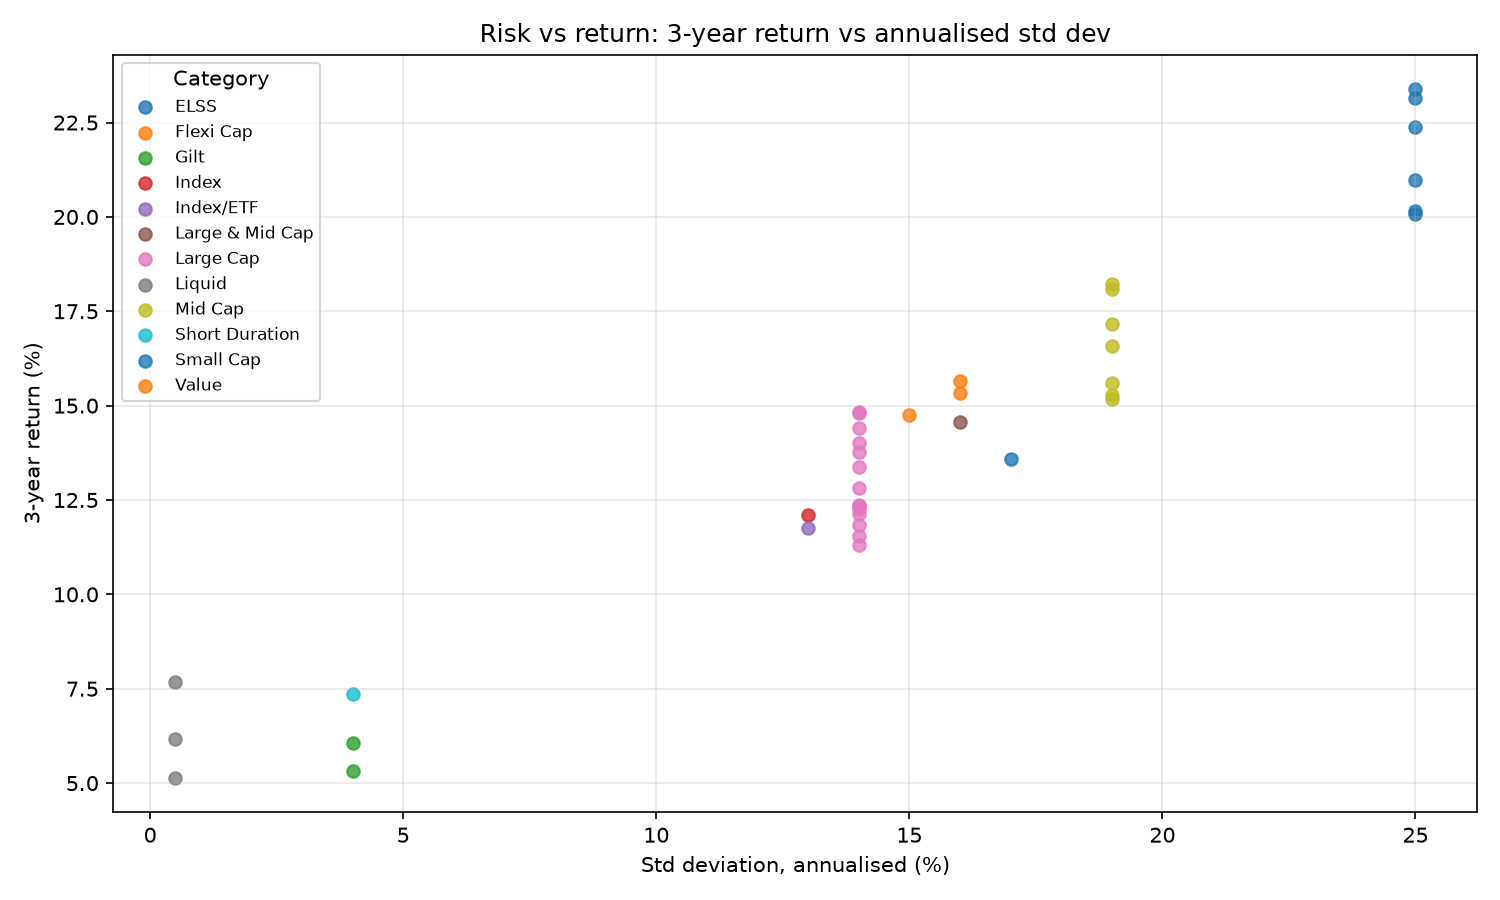 Risk vs return: 3-year return vs annualised std dev
Category
ELSS
Flexi Cap
Gilt
Index
Index/ETF
Large & Mid Cap
Large Cap
Liquid
Mid Cap
Short Duration
Small Cap
Value
3-year return (%)
22.5
20.0
17.5
15.0
12.5
10.0
7.5
5.0
0 5 10 15 20 25
Std deviation, annualised (%)